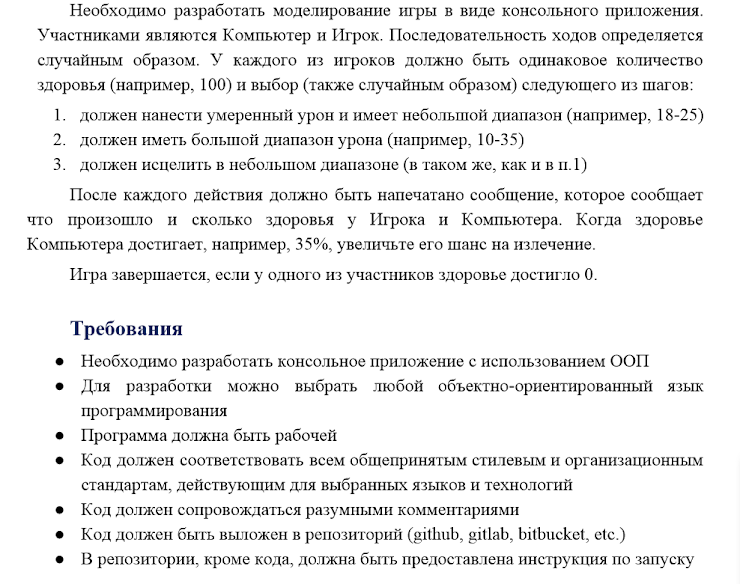 Необходимо разработать моделирование игры в виде консольного приложения.
Участниками являются Компьютер и Игрок. Последовательность ходов определяется
случайным образом. У каждого из игроков должно быть одинаковое количество
здоровья (например, 100) и выбор (также случайным образом) следующего из шагов:
1. должен нанести умеренный урон и имеет небольшой диапазон (например, 18-25)
2. должен иметь большой диапазон урона (например, 10-35)
3. должен исцелить в небольшом диапазоне (в таком же, как и в п.1)
После каждого действия должно быть напечатано сообщение, которое сообщает
что произошло и сколько здоровья у Игрока и Компьютера. Когда здоровье
Компьютера достигает, например, 35%, увеличьте его шанс на излечение.
Игра завершается, если у одного из участников здоровье достигло 0.
Требования
● Необходимо разработать консольное приложение с использованием ООП
● Для разработки можно выбрать любой объектно-ориентированный язык
программирования
● Программа должна быть рабочей
● Код должен соответствовать всем общепринятым стилевым и организационным
стандартам, действующим для выбранных языков и технологий
● Код должен сопровождаться разумными комментариями
● Код должен быть выложен в репозиторий (github, gitlab, bitbucket, etc.)
● В репозитории, кроме кода, должна быть предоставлена инструкция по запуску